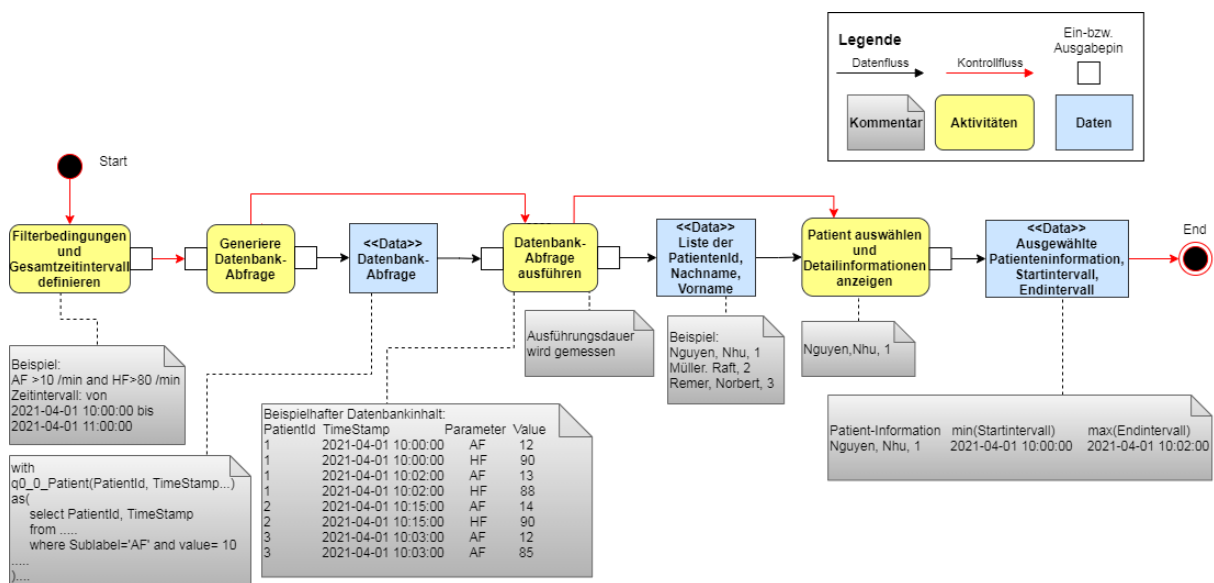 Legende
Datenfluss
Kontrollfluss
Ein-bzw.
Ausgabepin
Kommentar
Aktivitäten
Daten
Start
Filterbedingungen
und
Gesamtzeitintervall
definieren
Generiere
Datenbank-
Abfrage
<<Data>>
Datenbank-
Abfrage
Datenbank-
Abfrage
ausführen
<<Data>>
Liste der
PatientenId,
Nachname,
Vorname
Patient auswählen
und
Detailinformationen
anzeigen
<<Data>>
Ausgewählte
Patienteninformation,
Startintervall,
Endintervall
End
Beispiel:
AF >10 /min and HF>80 /min
Zeitintervall: von
2021-04-01 10:00:00 bis
2021-04-01 11:00:00
with
q0_0_Patient(PatientId, TimeStamp...)
as(
select PatientId, TimeStamp
from .....
where Sublabel='AF' and value= 10
.....
)....
Beispielhafter Datenbankinhalt:
PatientId TimeStamp Parameter Value
1 2021-04-01 10:00:00 AF 12
1 2021-04-01 10:00:00 HF 90
1 2021-04-01 10:02:00 AF 13
1 2021-04-01 10:02:00 HF 88
2 2021-04-01 10:15:00 AF 14
2 2021-04-01 10:15:00 HF 90
3 2021-04-01 10:03:00 AF 12
3 2021-04-01 10:03:00 AF 85
Ausführungsdauer
wird gemessen
Beispiel:
Nguyen, Nhu, 1
Müller. Raft, 2
Remer, Norbert, 3
Nguyen,Nhu, 1
Patient-Information min(Startintervall) max(Endintervall)
Nguyen, Nhu, 1 2021-04-01 10:00:00 2021-04-01 10:02:00